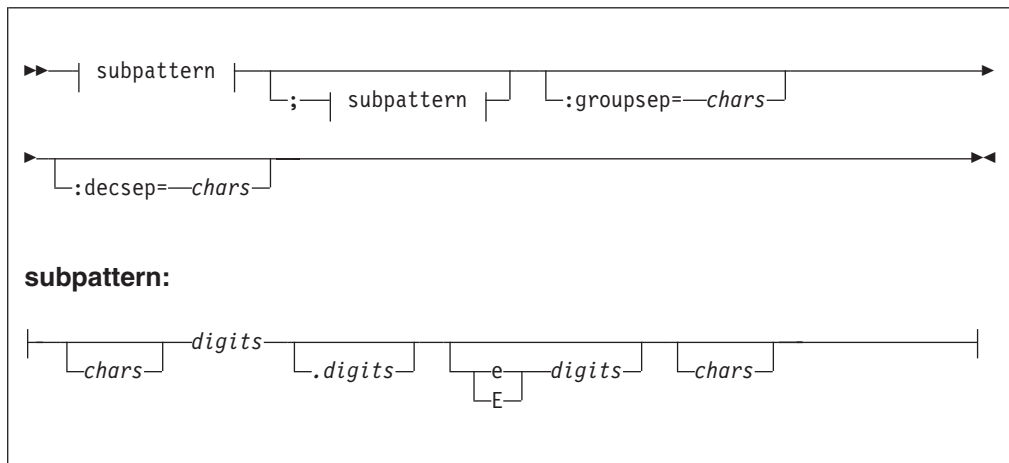 subpattern
; subpattern :groupsep= chars
:decsep= chars
subpattern:
chars digits .digits e digits chars
E